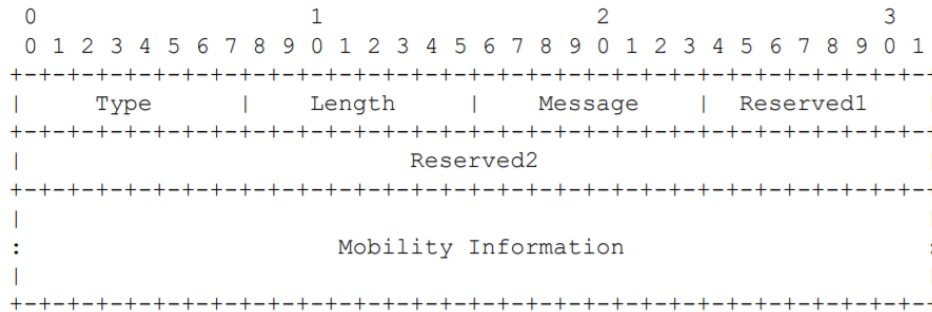 0                   1                   2                   3
0 1 2 3 4 5 6 7 8 9 0 1 2 3 4 5 6 7 8 9 0 1 2 3 4 5 6 7 8 9 0 1
+-+-+-+-+-+-+-+-+-+-+-+-+-+-+-+-+-+-+-+-+-+-+-+-+-+-+-+-+-+-+-+-+-
|     Type      |    Length     |    Message    |  Reserved1    |
+-+-+-+-+-+-+-+-+-+-+-+-+-+-+-+-+-+-+-+-+-+-+-+-+-+-+-+-+-+-+-+-+-
|                           Reserved2                           |
+-+-+-+-+-+-+-+-+-+-+-+-+-+-+-+-+-+-+-+-+-+-+-+-+-+-+-+-+-+-+-+-+-
|                                                               |
:                      Mobility Information                     :
|                                                               |
+-+-+-+-+-+-+-+-+-+-+-+-+-+-+-+-+-+-+-+-+-+-+-+-+-+-+-+-+-+-+-+-+-